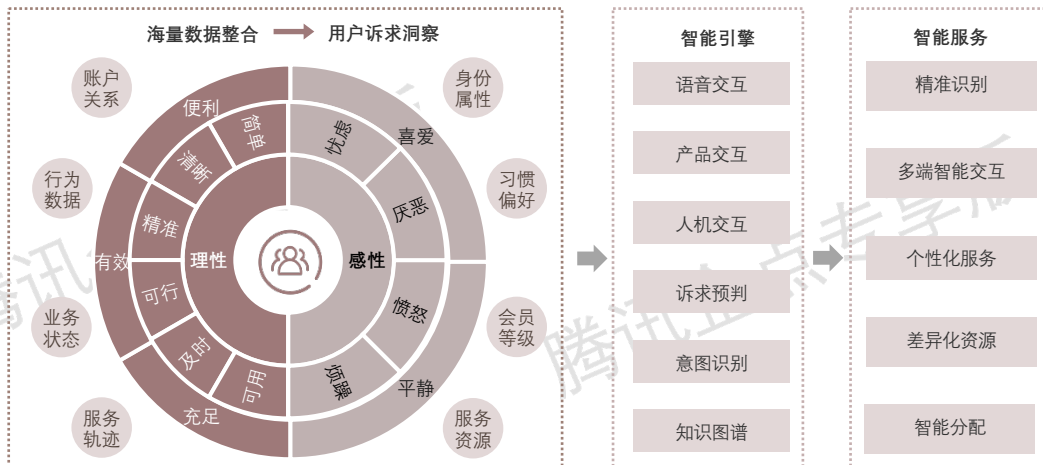 海量数据整合
用户诉求洞察
账户
关系
身份
属性
行为
数据
习惯
偏好
业务
状态
会员
等级
服务
轨迹
服务
资源
便利
有效
充足
简单
清晰
精准
可行
及时
可用
理性
感性
忧虑
厌恶
愤怒
烦躁
喜爱
平静
智能引擎
语音交互
产品交互
人机交互
诉求预判
意图识别
知识图谱
智能服务
精准识别
多端智能交互
个性化服务
差异化资源
智能分配
腾讯企点专享版